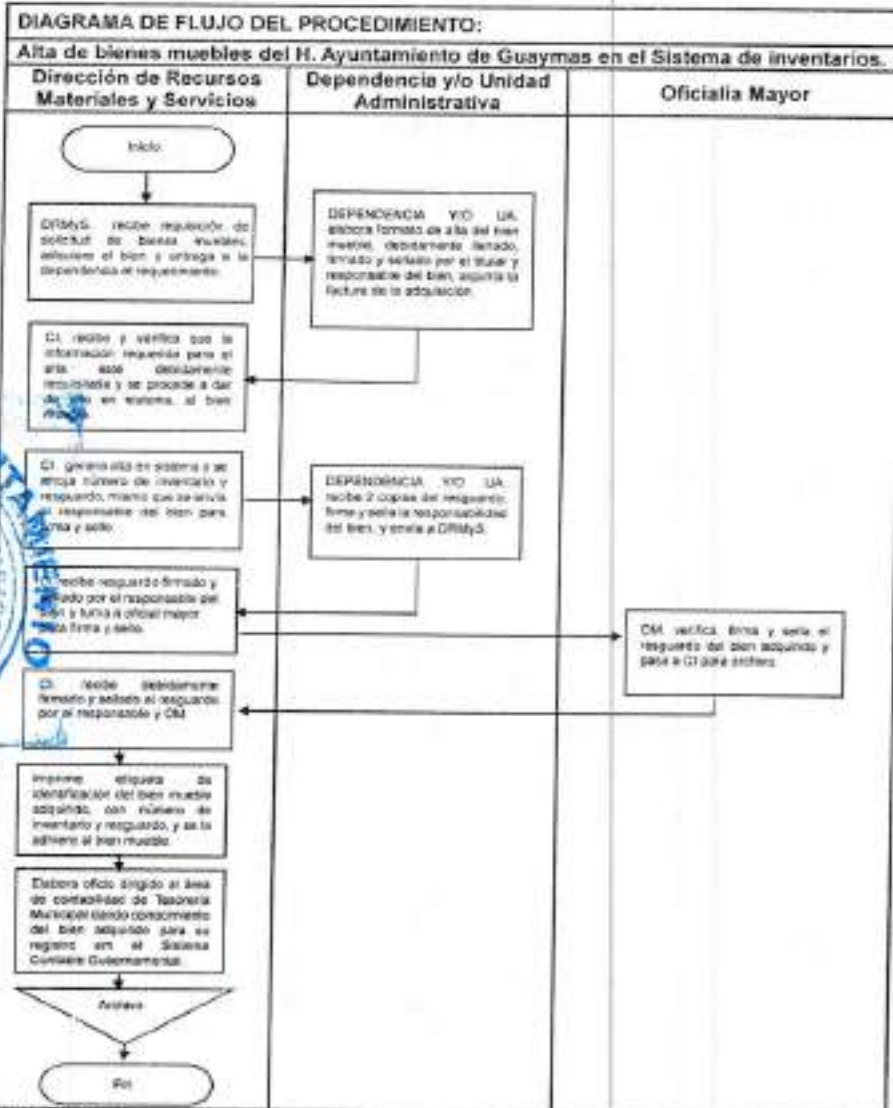 DIAGRAMA DE FLUJO DEL PROCEDIMIENTO:
Alta de bienes muebles del H. Ayuntamiento de Guaymas en el Sistema de inventarios.
Dirección de Recursos
Materiales y Servicios
Dependencia y/o Unidad
Administrativa
Oficialia Mayor
Inicio
DRMyS. recibe requisición de
solicitud de bienes muebles,
adquiere el bien y entrega a la
dependencia el requerimiento.
DEPENDENCIA Y/O UA.
elabora formato de alta del bien
mueble, debidamente llenado,
firmado y sellado por el titular y
responsable del bien, adjunta la
factura de la adquisición.
CI. recibe y verifica que la
información requerida para el
alta esté debidamente
requisitada y se procede a dar
de alta en sistema, al bien
CI. genera alta en sistema y se
arroja número de inventario y
resguardo, mismo que se envía
al responsable del bien para
firma y sello.
DEPENDENCIA Y/O UA.
recibe 2 copias del resguardo,
firma y sella la responsabilidad
del bien, y envía a DRMyS.
recibe resguardo firmado y
sellado por el responsable del
bien y turna a oficial mayor
para firma y sello.
OM. verifica, firma y sella el
resguardo del bien adquirido y
pasa a CI para archivo.
CI. recibe debidamente
firmado y sellado el resguardo
por el responsable y OM.
Imprime etiqueta de
identificación del bien mueble
adquirido, con número de
inventario y resguardo, y se lo
adhiere al bien mueble.
Elabora oficio dirigido al área
de contabilidad de Tesorería
Municipal dando conocimiento
del bien adquirido para su
registro em el Sistema
Contable Gubernamental.
Archivo
Fin
TAMIENTO